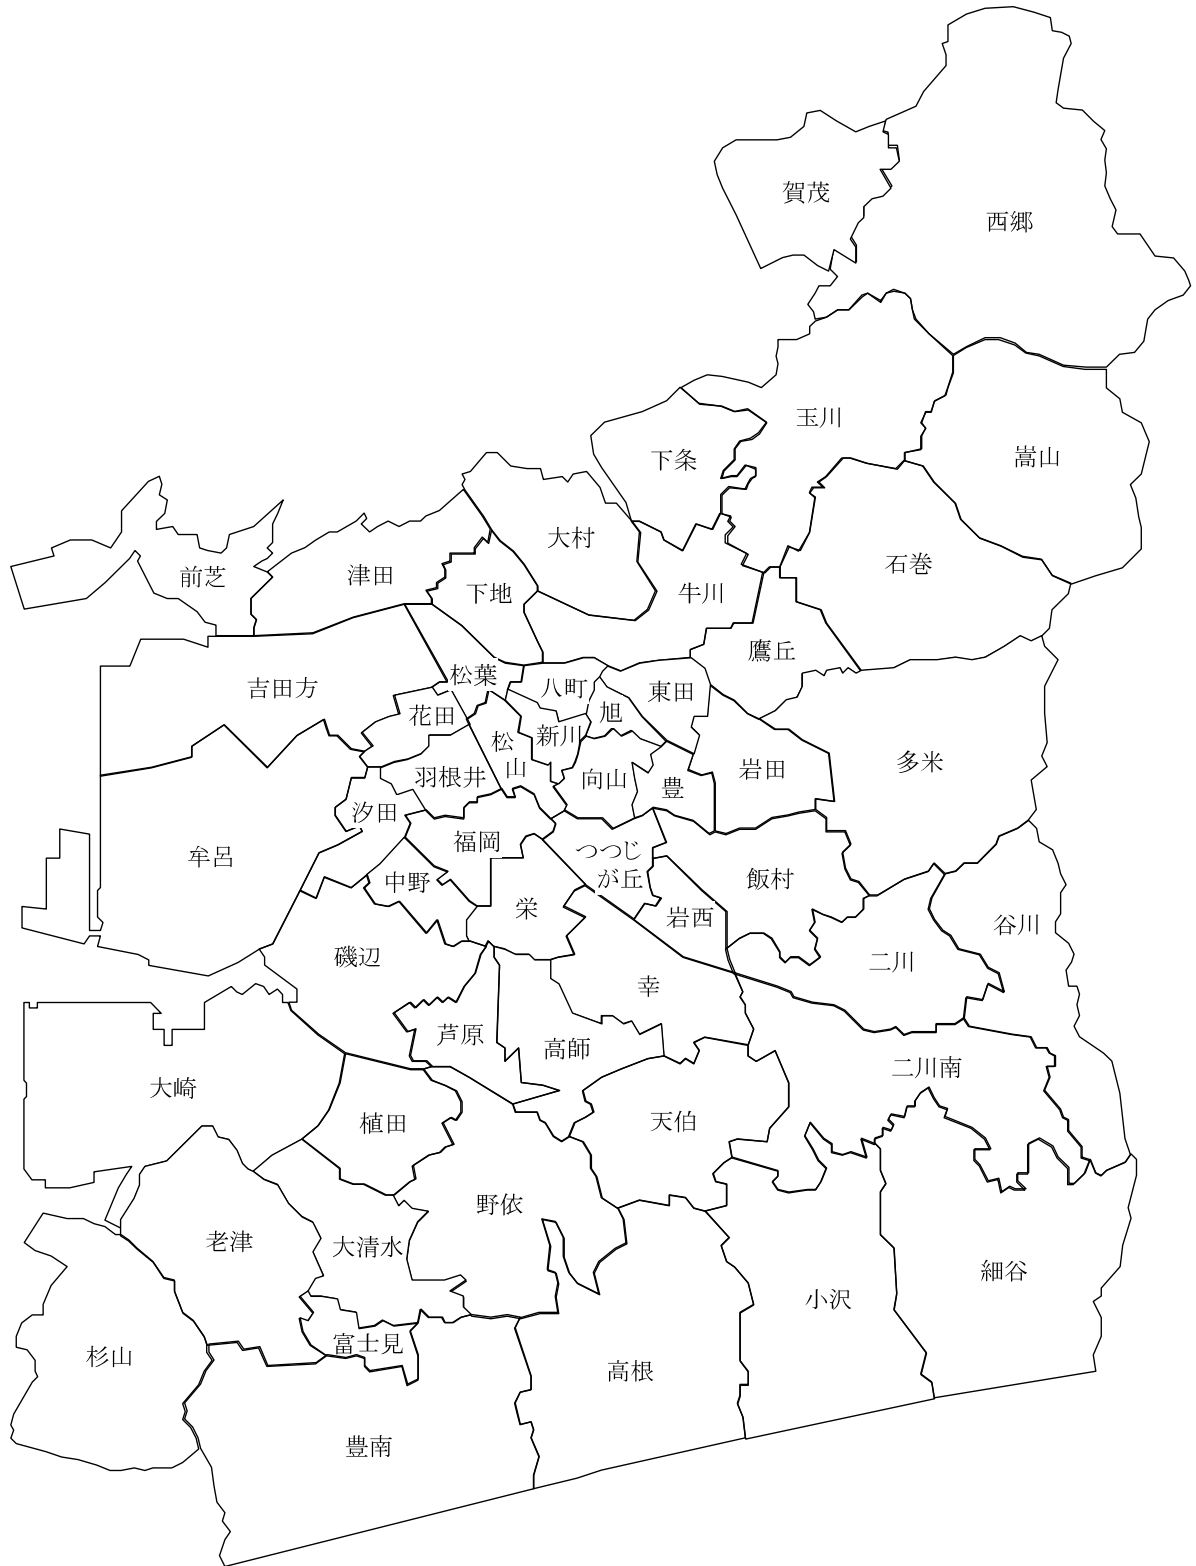 賀茂
西郷
玉川
下条
嵩山
大村
石巻
前芝
津田
下地
牛川
鷹丘
松葉
八町
東田
吉田方
花田
旭
松山
新川
多米
羽根井
向山
豊
岩田
汐田
福岡
つつじ
が丘
牟呂
中野
飯村
栄
岩西
谷川
磯辺
二川
幸
芦原
高師
二川南
大崎
植田
天伯
野依
老津
大清水
細谷
小沢
富士見
杉山
高根
豊南